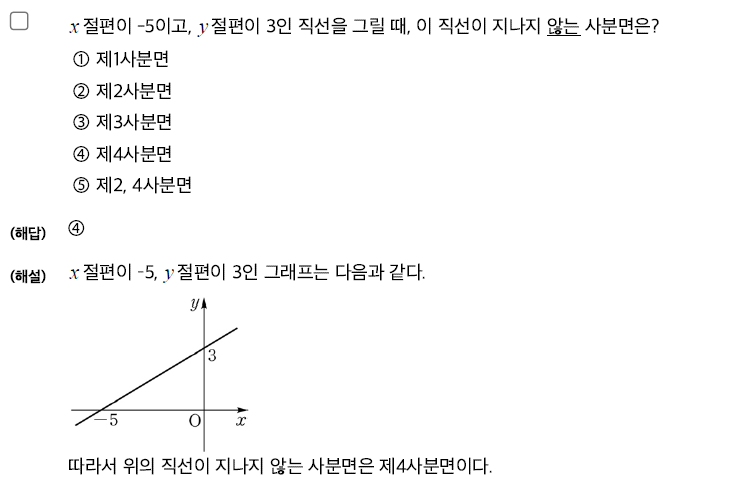 x절편이 -5이고, y절편이 3인 직선을 그릴 때, 이 직선이 지나지 않는 사분면은?
① 제1사분면
② 제2사분면
③ 제3사분면
④ 제4사분면
⑤ 제2, 4사분면
(해답) ④
(해설) x절편이 -5, y절편이 3인 그래프는 다음과 같다.
y
3
−5 O x
따라서 위의 직선이 지나지 않는 사분면은 제4사분면이다.